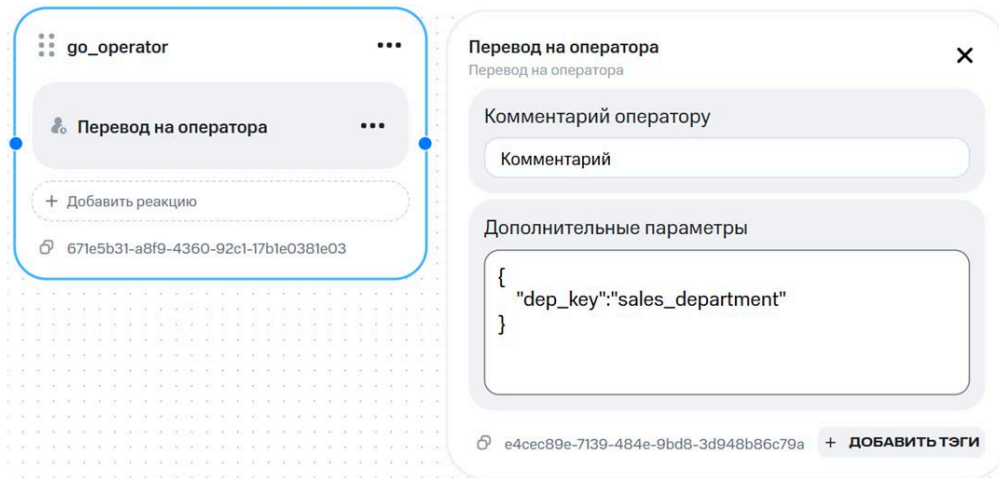 go_operator
Перевод на оператора
+ Добавить реакцию
671e5b31-a8f9-4360-92c1-17b1e0381e03
Перевод на оператора
Перевод на оператора
Комментарий оператору
Комментарий
Дополнительные параметры
{
"dep_key":"sales_department"
}
e4cec89e-7139-484e-9bd8-3d948b86c79a + ДОБАВИТЬ ТЭГИ